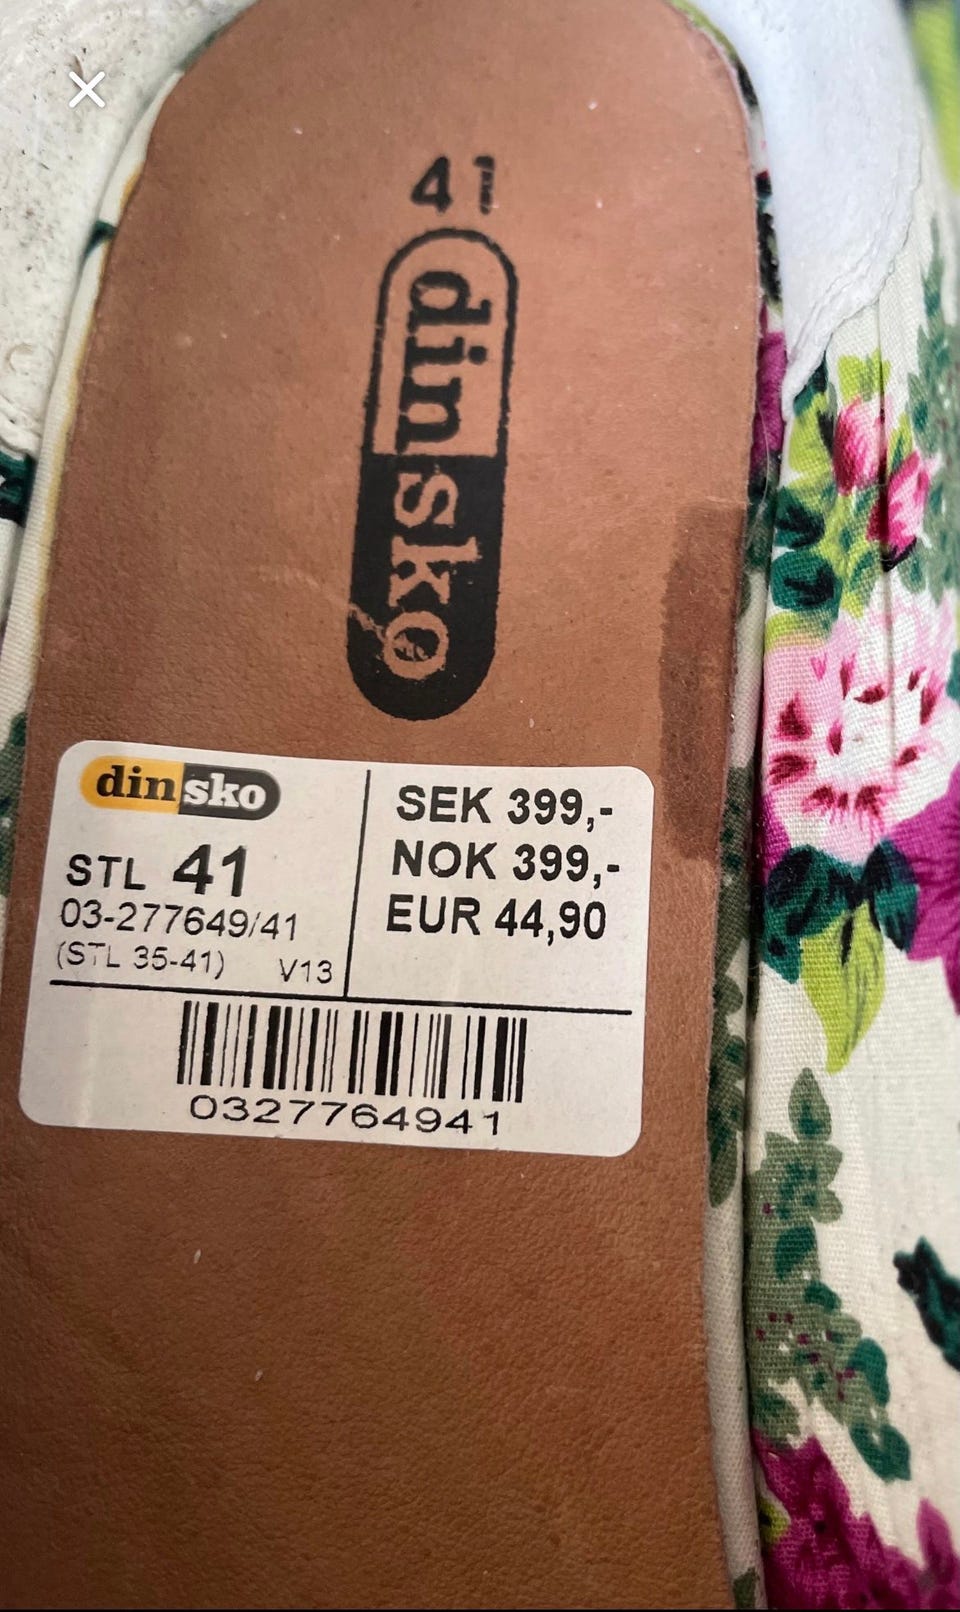 41
dinsko
dinsko
STL 41
03-277649/41
(STL 35-41) V13
SEK 399,-
NOK 399,-
EUR 44,90
0327764941